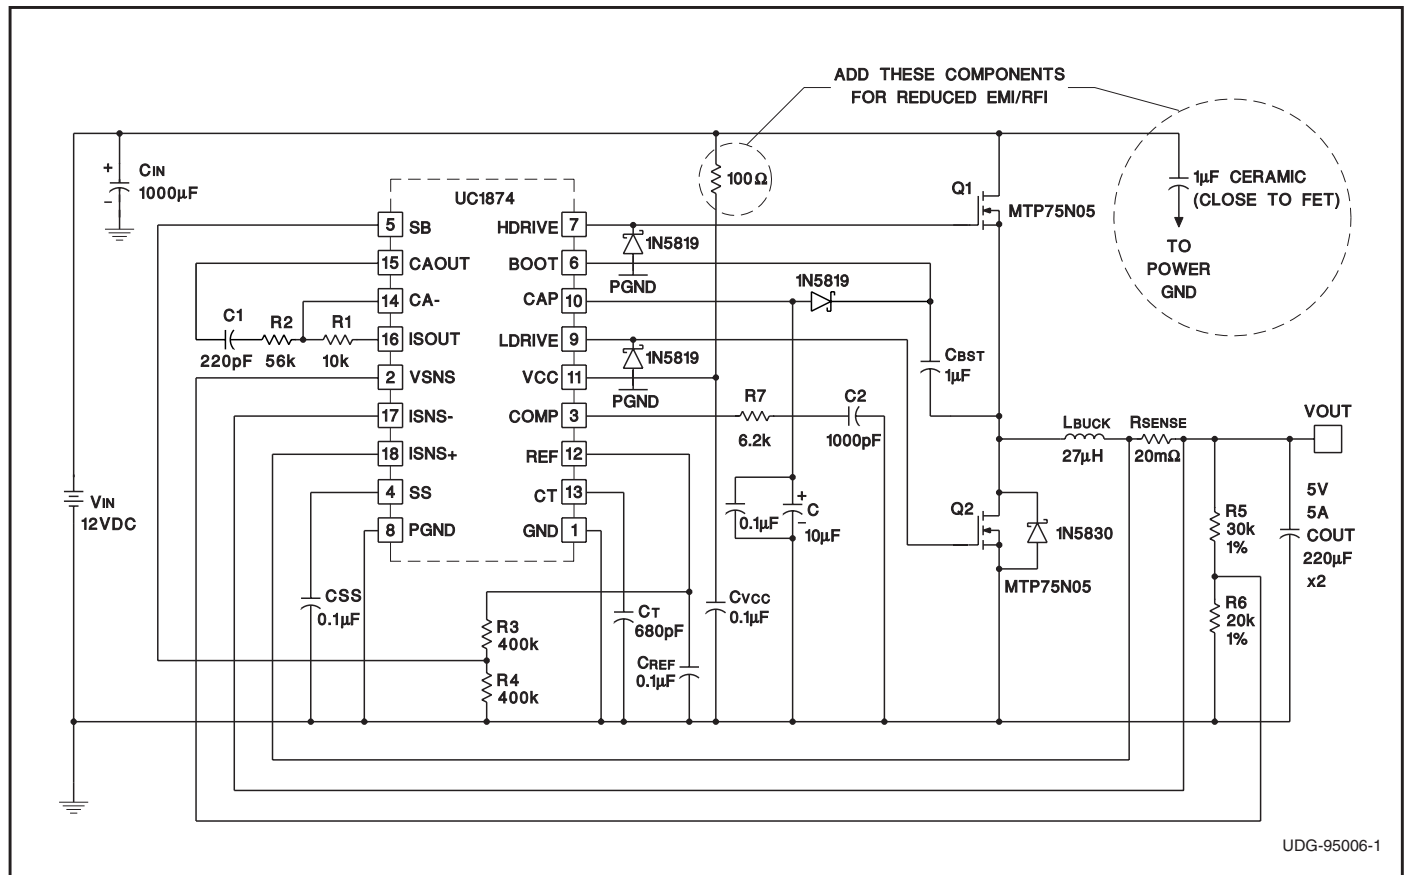 ADD THESE COMPONENTS
FOR REDUCED EMI/RFI
+
CIN
1000µF
−
100Ω
1µF CERAMIC
(CLOSE TO FET)
TO
POWER
GND
Q1
MTP75N05
UC1874
5 SB
HDRIVE 7
1N5819
PGND
15 CAOUT
BOOT 6
14 CA-
CAP 10
1N5819
C1
220pF
R2
56k
R1
10k
16 ISOUT
LDRIVE 9
1N5819
PGND
2 VSNS
VCC 11
CBST
1µF
17 ISNS-
COMP 3
R7
6.2k
C2
1000pF
18 ISNS+
REF 12
4 SS
CT 13
8 PGND
GND 1
LBUCK
27µH
RSENSE
20mΩ
VOUT
5V
5A
COUT
220µF
x2
VIN
12VDC
0.1µF
+
C
−
10µF
Q2
1N5830
MTP75N05
R5
30k
1%
R6
20k
1%
CSS
0.1µF
R3
400k
R4
400k
CT
680pF
CREF
0.1µF
CVCC
0.1µF
UDG-95006-1